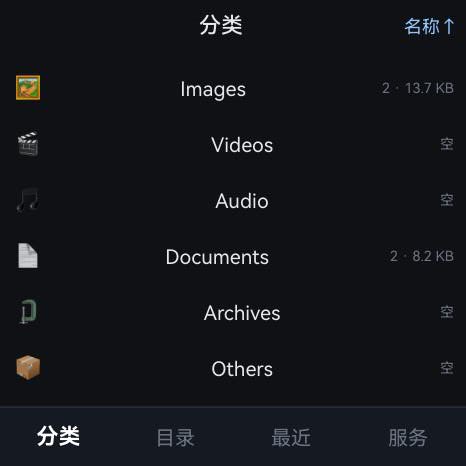 分类 名称↑
Images 2 · 13.7 KB
Videos 空
Audio 空
Documents 2 · 8.2 KB
Archives 空
Others 空
分类 目录 最近 服务